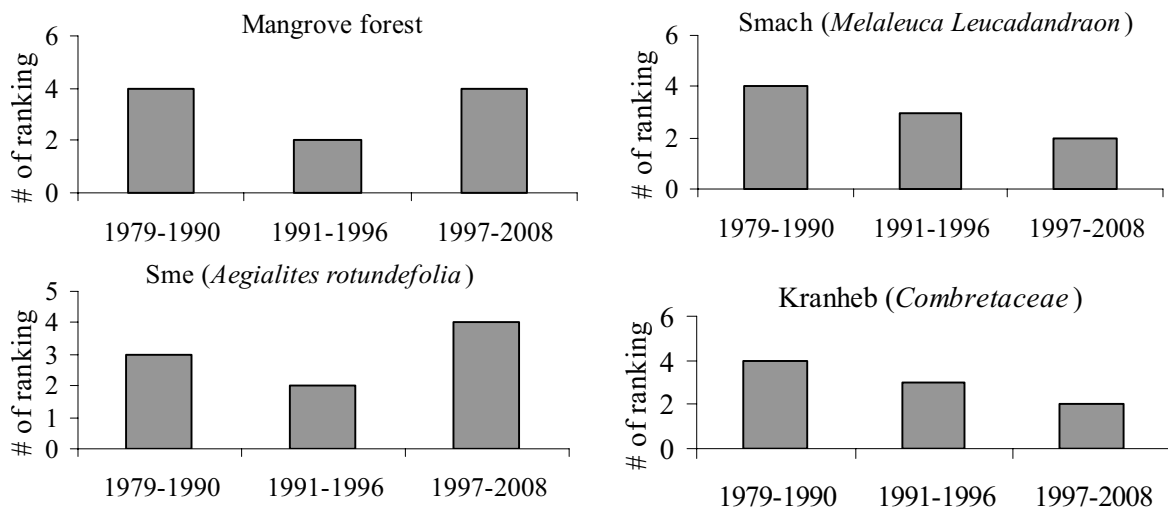 Mangrove forest
# of ranking
6
4
2
0
1979-1990 1991-1996 1997-2008
Smach (Melaleuca Leucadandraon)
# of ranking
6
4
2
0
1979-1990 1991-1996 1997-2008
Sme (Aegialites rotundefolia)
# of ranking
5
4
3
2
1
0
1979-1990 1991-1996 1997-2008
Kranheb (Combretaceae)
# of ranking
6
4
2
0
1979-1990 1991-1996 1997-2008